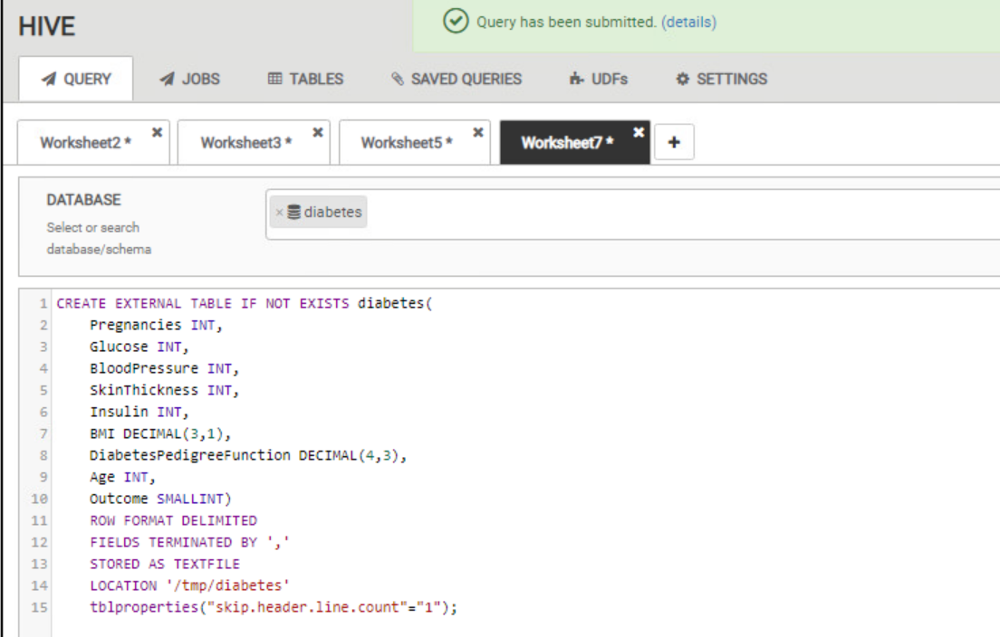 HIVE
Query has been submitted. (details)
QUERY JOBS TABLES SAVED QUERIES UDFs SETTINGS
Worksheet2 * Worksheet3 * Worksheet5 * Worksheet7 * +
DATABASE
Select or search
database/schema
× diabetes
1 CREATE EXTERNAL TABLE IF NOT EXISTS diabetes(
2 Pregnancies INT,
3 Glucose INT,
4 BloodPressure INT,
5 SkinThickness INT,
6 Insulin INT,
7 BMI DECIMAL(3,1),
8 DiabetesPedigreeFunction DECIMAL(4,3),
9 Age INT,
10 Outcome SMALLINT)
11 ROW FORMAT DELIMITED
12 FIELDS TERMINATED BY ','
13 STORED AS TEXTFILE
14 LOCATION '/tmp/diabetes'
15 tblproperties("skip.header.line.count"="1");